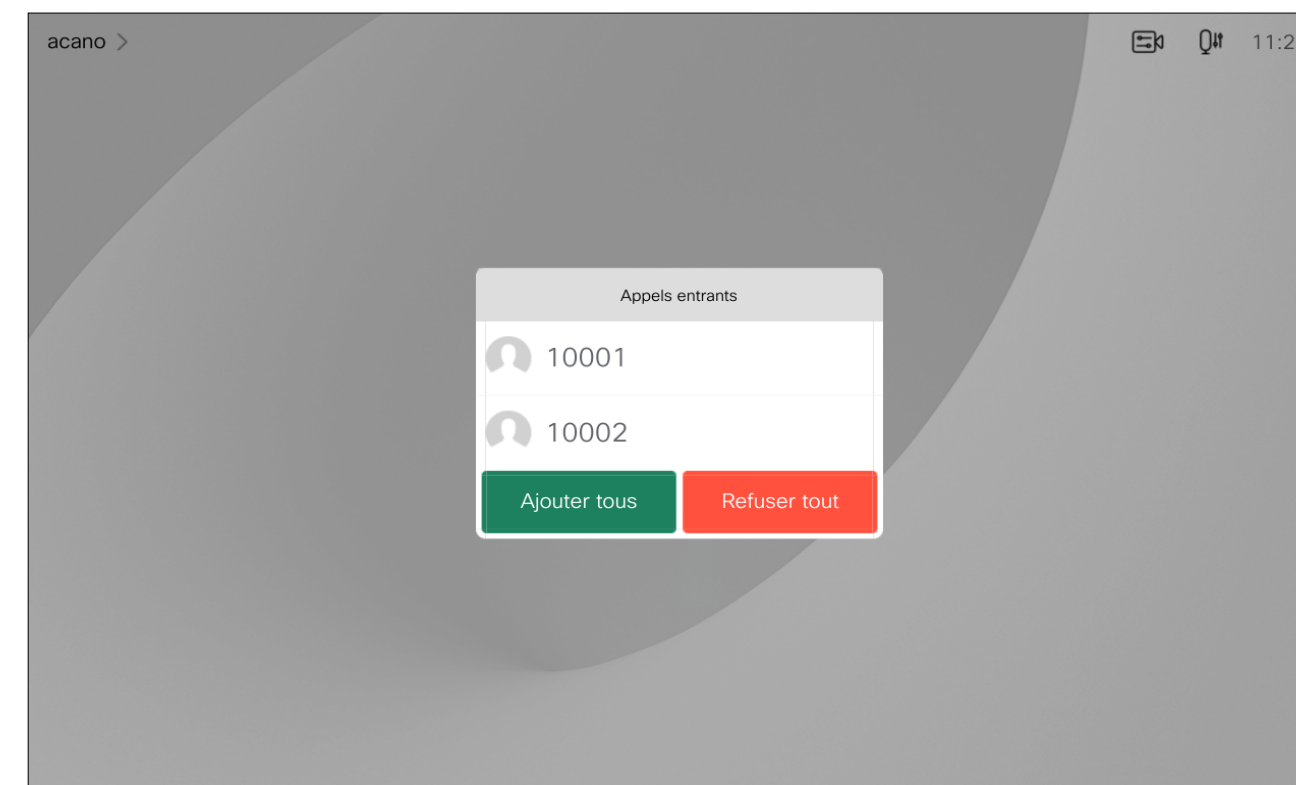 acano >
11:2
Appels entrants
10001
10002
Ajouter tous
Refuser tout